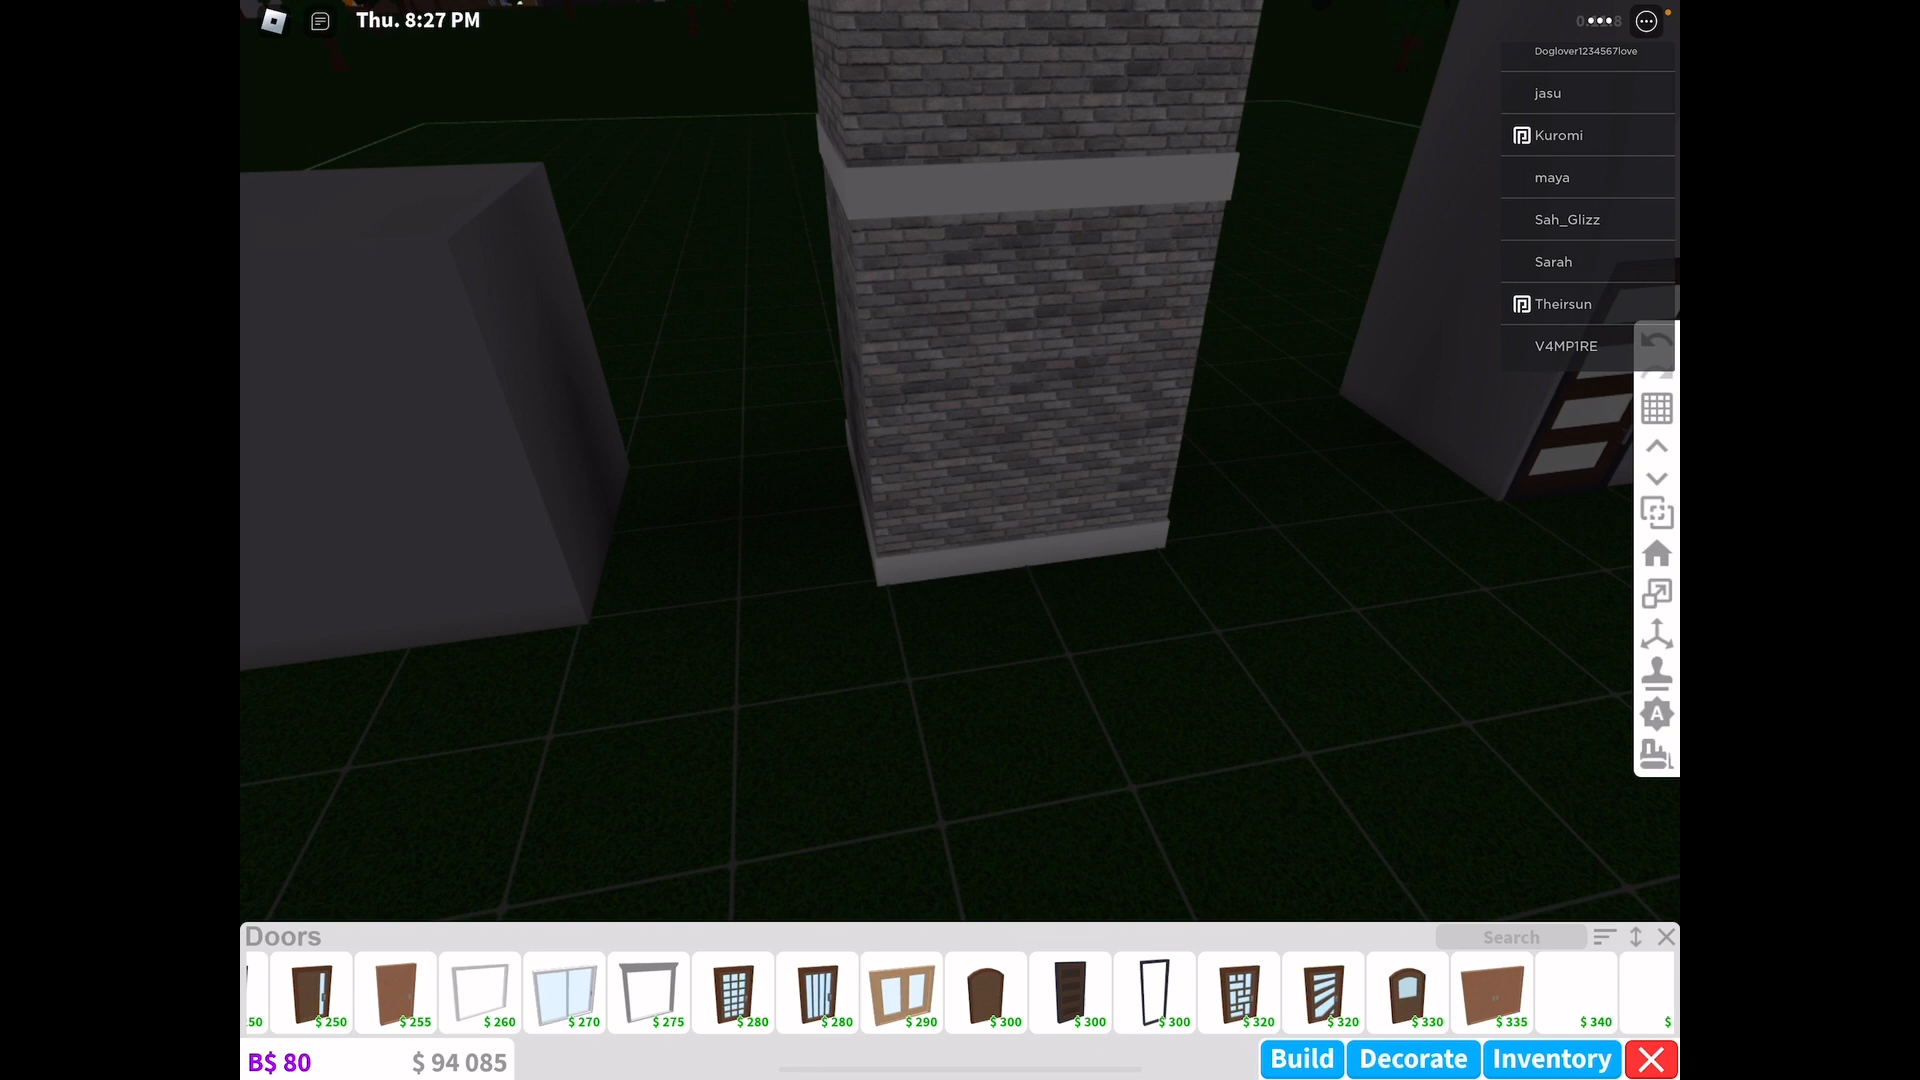 Thu. 8:27 PM
Doglover1234567love
jasu
Kuromi
maya
Sah_Glizz
Sarah
Theirsun
V4MP1RE
A
Doors
Search
50
$ 250
$ 255
$ 260
$ 270
$ 275
$ 280
$ 280
$ 290
$ 300
$ 300
$ 300
$ 320
$ 320
$ 330
$ 335
$ 340
$
B$ 80
$ 94 085
Build
Decorate
Inventory